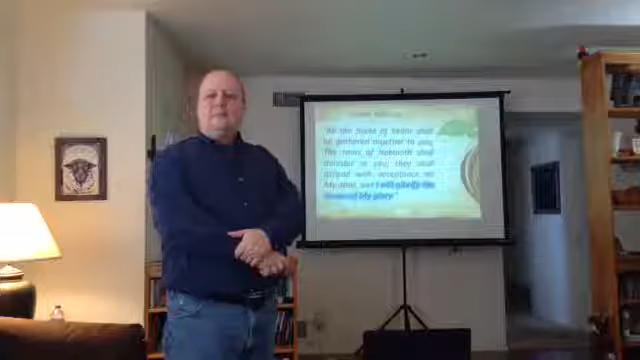 "All the flocks of Kedar shall
be gathered together to you,
The rams of Nebaioth shall
minister to you; they shall
ascend with acceptance on
My altar, and I will glorify the
house of My glory."